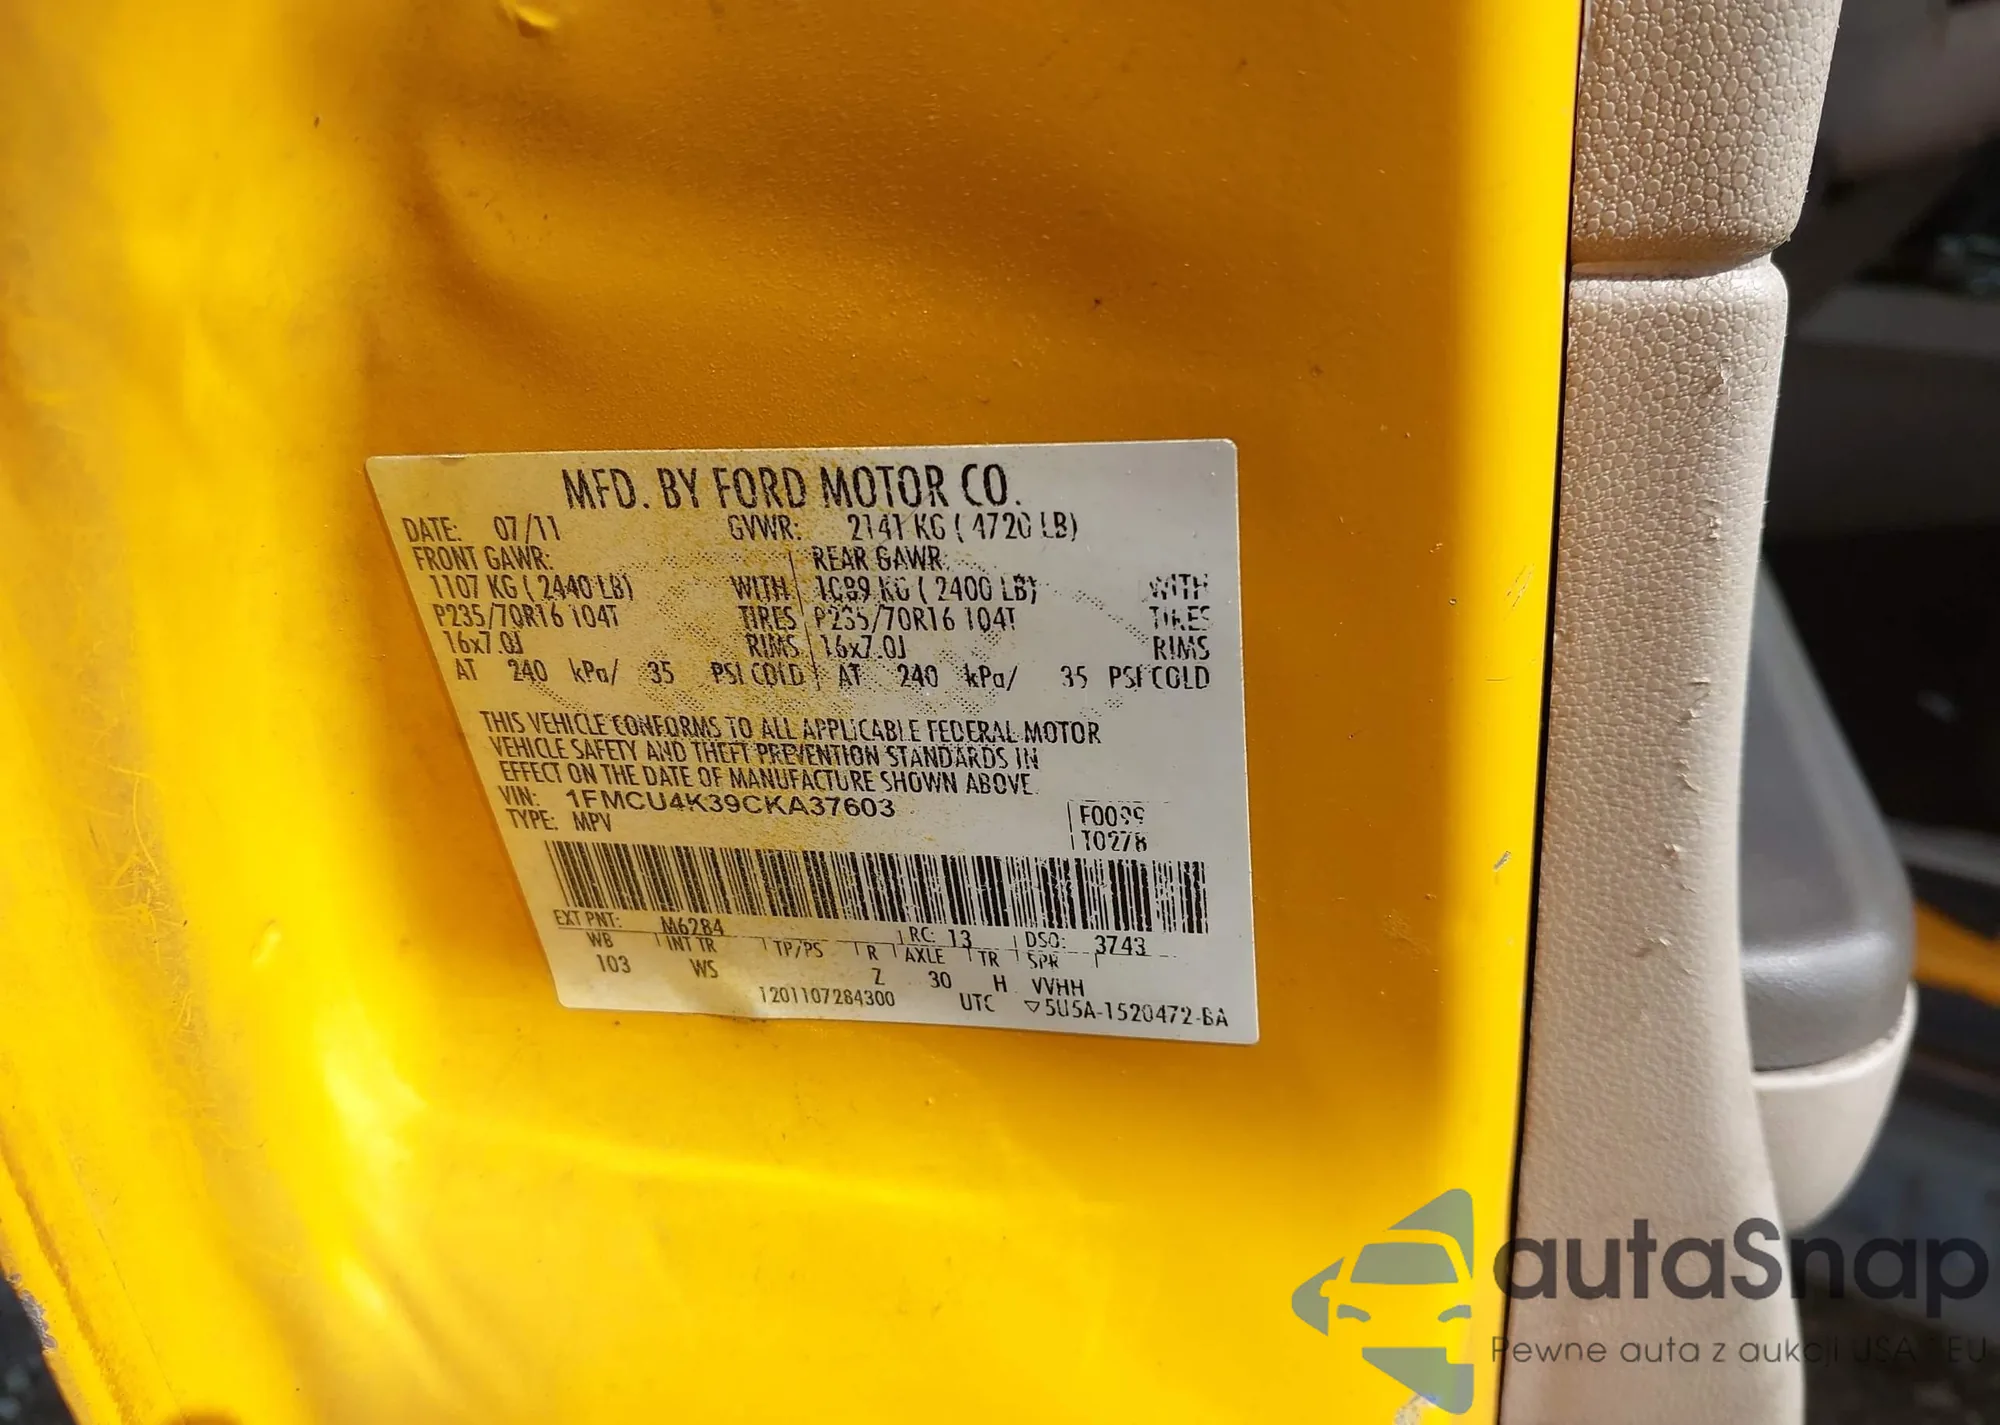 MFD. BY FORD MOTOR CO.
DATE: 07/11 GVWR: 2141 KG ( 4720 LB)
FRONT GAWR: REAR GAWR:
1107 KG ( 2440 LB) WITH 1089 KG ( 2400 LB) WITH
P235/70R16 104T TIRES P235/70R16 104T TIRES
16x7.0J RIMS 16x7.0J RIMS
AT 240 kPa/ 35 PSI COLD AT 240 kPa/ 35 PSI COLD
THIS VEHICLE CONFORMS TO ALL APPLICABLE FEDERAL MOTOR
VEHICLE SAFETY AND THEFT PREVENTION STANDARDS IN
EFFECT ON THE DATE OF MANUFACTURE SHOWN ABOVE.
VIN: 1FMCU4K39CKA37603
TYPE: MPV
T0278
EXT PNT: M6284 RC: 13 DSO: 3743
WB INT TR TP/PS R AXLE TR SPR
103 WS Z 30 H VVHH
T201107284300 UTC ▽5U5A-1520472-BA
autaSnap
Pewne auta z aukcji USA EU